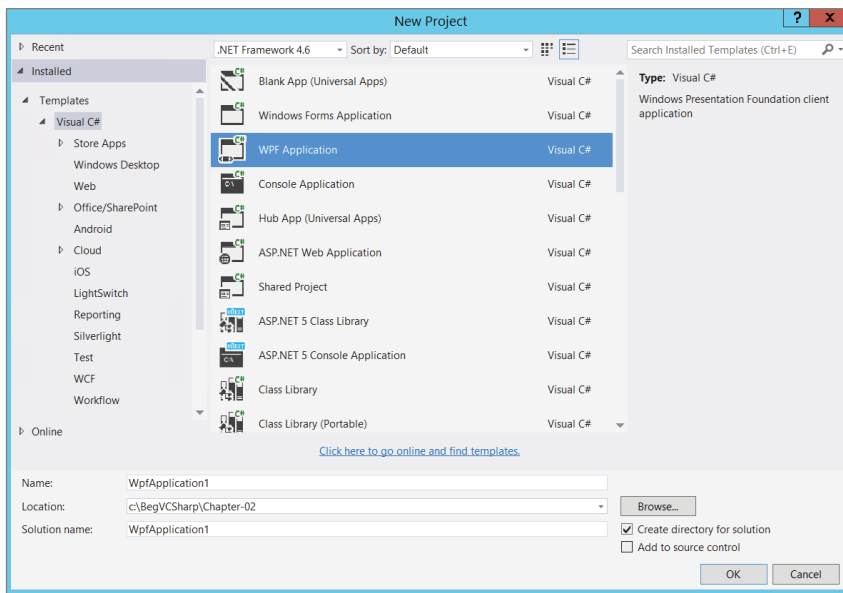 New Project
? X
Recent
.NET Framework 4.6 Sort by: Default
Search Installed Templates (Ctrl+E)
Installed
Templates
Visual C#
Store Apps
Windows Desktop
Web
Office/SharePoint
Android
Cloud
iOS
LightSwitch
Reporting
Silverlight
Test
WCF
Workflow
Online
Blank App (Universal Apps) Visual C#
Windows Forms Application Visual C#
WPF Application Visual C#
Console Application Visual C#
Hub App (Universal Apps) Visual C#
ASP.NET Web Application Visual C#
Shared Project Visual C#
ASP.NET 5 Class Library Visual C#
ASP.NET 5 Console Application Visual C#
Class Library Visual C#
Class Library (Portable) Visual C#
Click here to go online and find templates.
Type: Visual C#
Windows Presentation Foundation client
application
Name: WpfApplication1
Location: c:\BegVCSharp\Chapter-02 Browse...
Solution name: WpfApplication1
Create directory for solution
Add to source control
OK Cancel